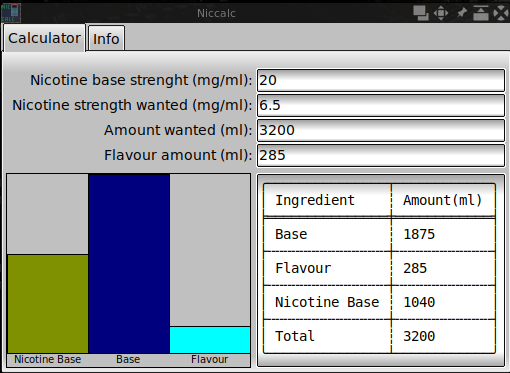 Niccalc
Calculator Info
Nicotine base strenght (mg/ml): 20
Nicotine strength wanted (mg/ml): 6.5
Amount wanted (ml): 3200
Flavour amount (ml): 285
Ingredient Amount(ml)
Base 1875
Flavour 285
Nicotine Base 1040
Total 3200
Nicotine Base Base Flavour